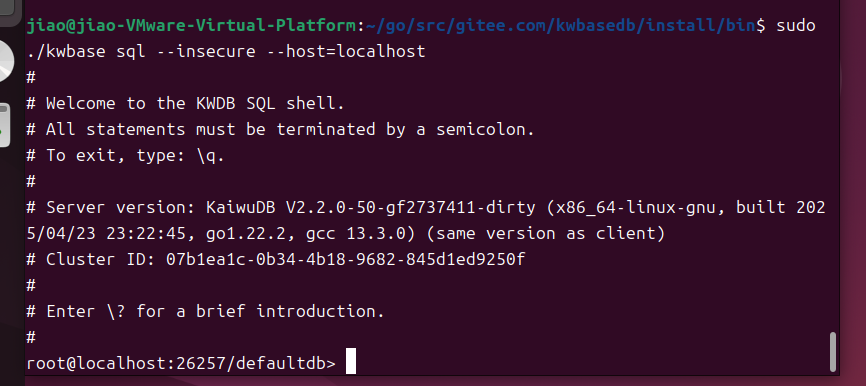 jiao@jiao-VMware-Virtual-Platform:~/go/src/gitee.com/kwbasedb/install/bin$ sudo
./kwbase sql --insecure --host=localhost
#
# Welcome to the KWDB SQL shell.
# All statements must be terminated by a semicolon.
# To exit, type: \q.
#
# Server version: KaiwuDB V2.2.0-50-gf2737411-dirty (x86_64-linux-gnu, built 202
5/04/23 23:22:45, go1.22.2, gcc 13.3.0) (same version as client)
# Cluster ID: 07b1ea1c-0b34-4b18-9682-845d1ed9250f
#
# Enter \? for a brief introduction.
#
root@localhost:26257/defaultdb>